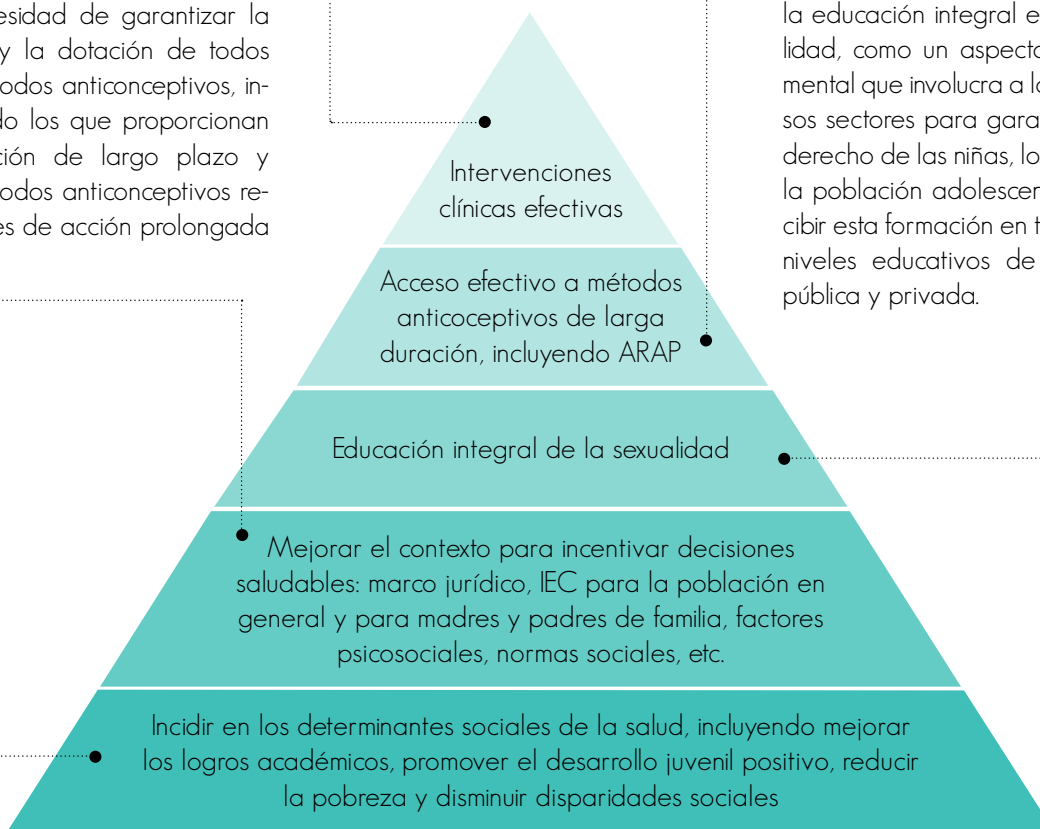 esidad de garantizar la
y la dotación de todos
odos anticonceptivos, in-
do los que proporcionan
ción de largo plazo y
todos anticonceptivos re-
es de acción prolongada
la educación integral e
lidad, como un aspecto
mental que involucra a la
sos sectores para gara
derecho de las niñas, lo
la población adolescen
cibir esta formación en t
niveles educativos de
pública y privada.
Intervenciones
clínicas efectivas
Acceso efectivo a métodos
anticoceptivos de larga
duración, incluyendo ARAP
Educación integral de la sexualidad
Mejorar el contexto para incentivar decisiones
saludables: marco jurídico, IEC para la población en
general y para madres y padres de familia, factores
psicosociales, normas sociales, etc.
Incidir en los determinantes sociales de la salud, incluyendo mejorar
los logros académicos, promover el desarrollo juvenil positivo, reducir
la pobreza y disminuir disparidades sociales